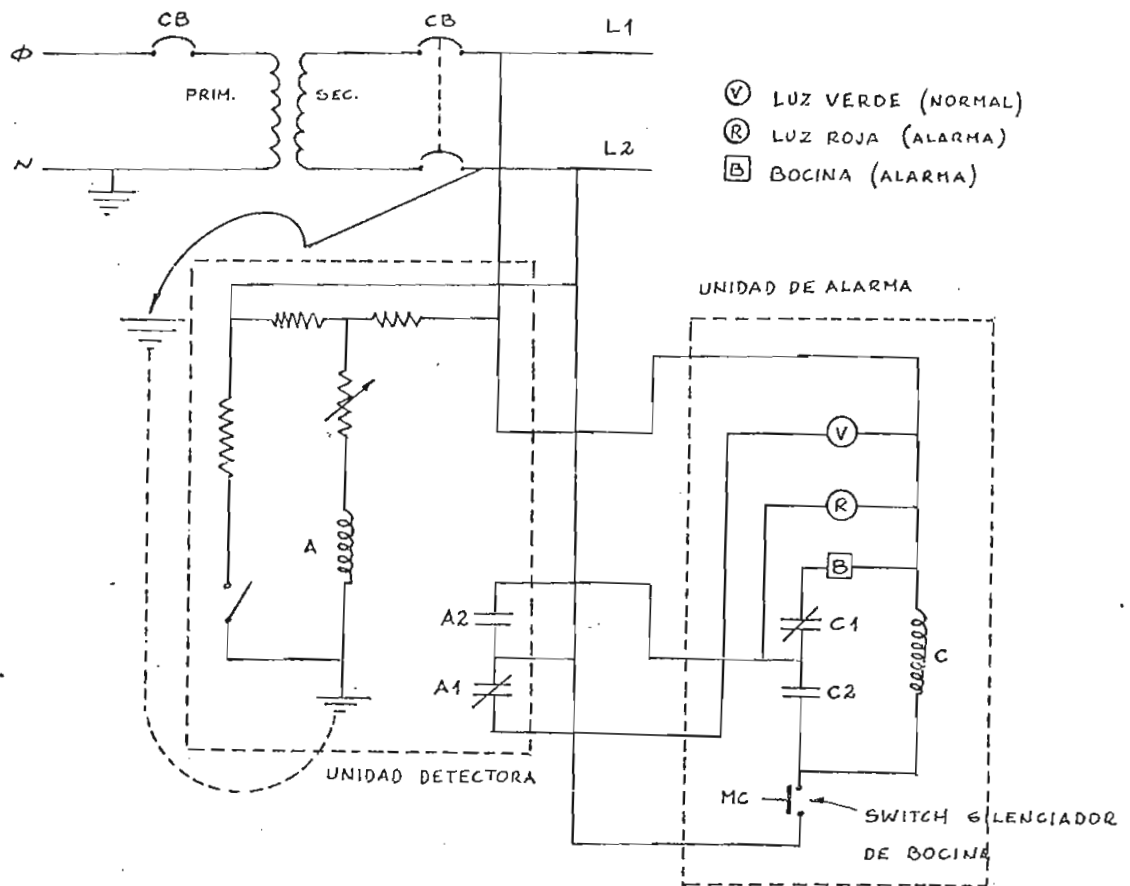 CB
CB
L1
Φ
PRIM.
SEC.
N
L2
V LUZ VERDE (NORMAL)
R LUZ ROJA (ALARMA)
B BOCINA (ALARMA)
UNIDAD DE ALARMA
V
R
A
B
A2
C1
C
A1
C2
UNIDAD DETECTORA
MC
SWITCH SILENCIADOR
DE BOCINA